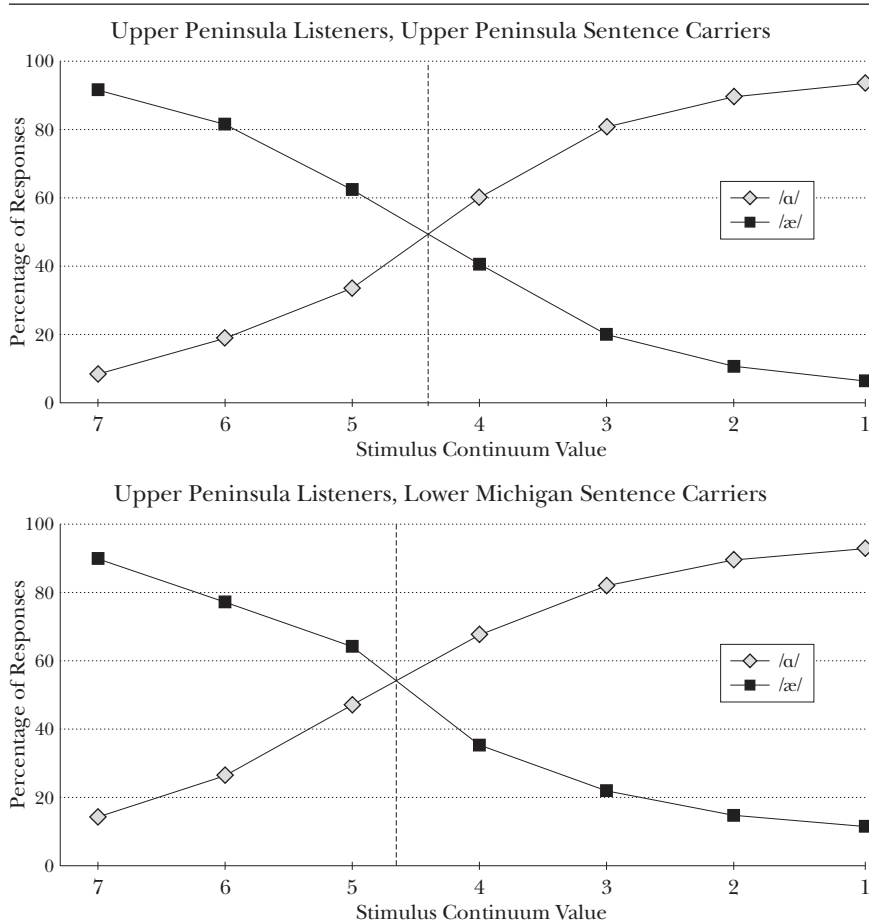 Upper Peninsula Listeners, Upper Peninsula Sentence Carriers
100
80
60
40
20
0
Percentage of Responses
/ɑ/
/æ/
7 6 5 4 3 2 1
Stimulus Continuum Value
Upper Peninsula Listeners, Lower Michigan Sentence Carriers
100
80
60
40
20
0
Percentage of Responses
/ɑ/
/æ/
7 6 5 4 3 2 1
Stimulus Continuum Value